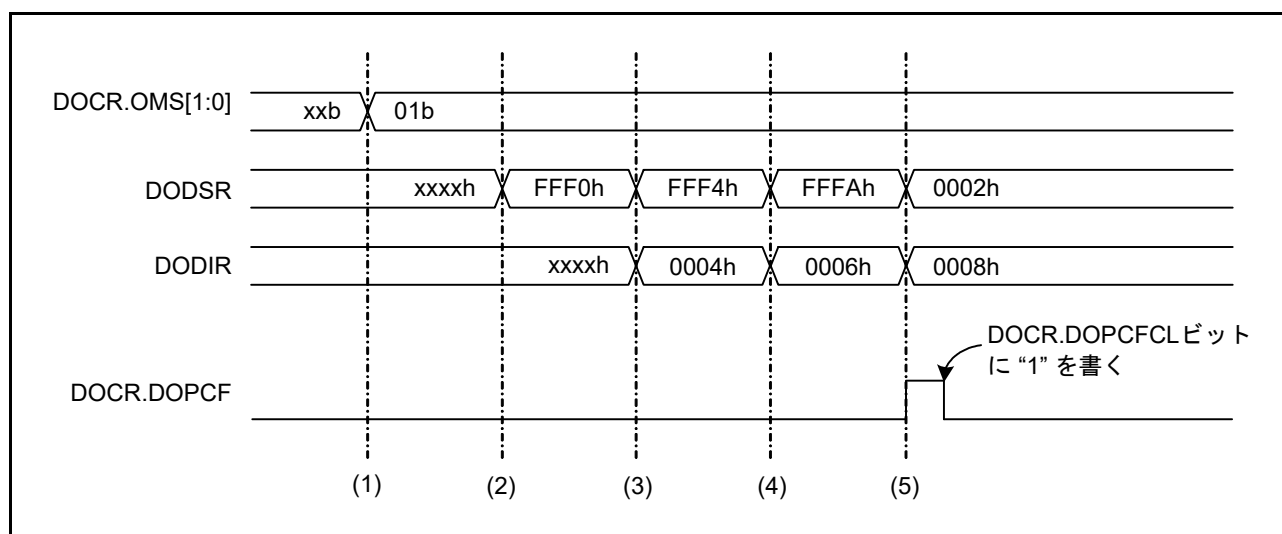 DOCR.OMS[1:0] xxb 01b
DODSR xxxxh FFF0h FFF4h FFFAh 0002h
DODIR xxxxh 0004h 0006h 0008h
DOCR.DOPCFCLビット
に “1” を書く
DOCR.DOPCF
(1) (2) (3) (4) (5)